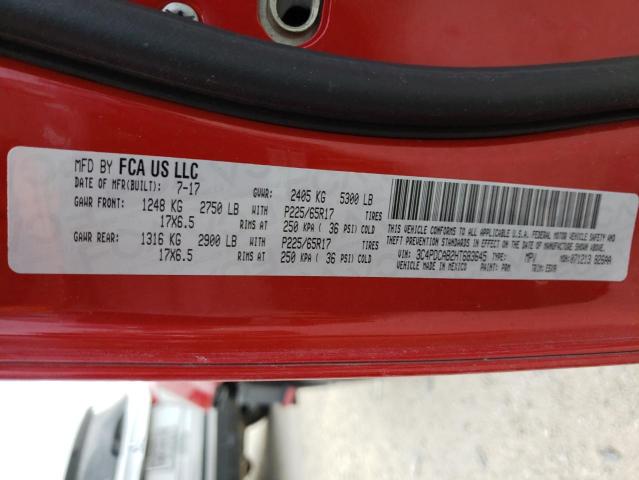 MFD BY FCA US LLC
DATE OF MFR(BUILT): 7-17 GVWR: 2405 KG 5300 LB
GAWR FRONT: 1248 KG 2750 LB WITH P225/65R17 TIRES
17X6.5 RIMS AT 250 KPA ( 36 PSI) COLD
GAWR REAR: 1316 KG 2900 LB WITH P225/65R17 TIRES
17X6.5 RIMS AT 250 KPA ( 36 PSI) COLD
THIS VEHICLE CONFORMS TO ALL APPLICABLE U.S.A. FEDERAL MOTOR VEHICLE SAFETY AND
THEFT PREVENTION STANDARDS IN EFFECT ON THE DATE OF MANUFACTURE SHOWN ABOVE.
VIN: 3C4PDCAB2HT683645 TYPE: MPV MDH: 071213
VEHICLE MADE IN MEXICO PAINT: PRM TRIM: